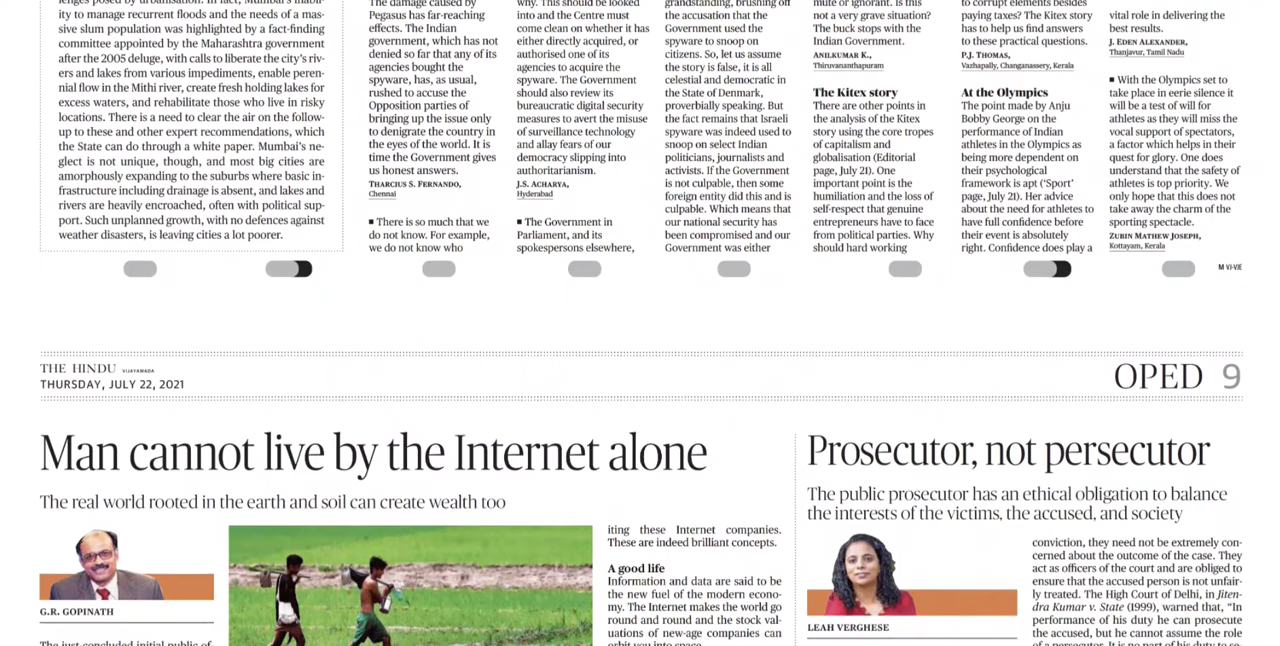 lenges posed by urbanisation. In fact, Mumbai's inabil-
ity to manage recurrent floods and the needs of a mas-
sive slum population was highlighted by a fact-finding
committee appointed by the Maharashtra government
after the 2005 deluge, with calls to liberate the city's riv-
ers and lakes from various impediments, enable peren-
nial flow in the Mithi river, create fresh holding lakes for
excess waters, and rehabilitate those who live in risky
locations. There is a need to clear the air on the follow-
up to these and other expert recommendations, which
the State can do through a white paper. Mumbai's ne-
glect is not unique, though, and most big cities are
amorphously expanding to the suburbs where basic in-
frastructure including drainage is absent, and lakes and
rivers are heavily encroached, often with political sup-
port. Such unplanned growth, with no defences against
weather disasters, is leaving cities a lot poorer.
The damage caused by
Pegasus has far-reaching
effects. The Indian
government, which has not
denied so far that any of its
agencies bought the
spyware, has, as usual,
rushed to accuse the
Opposition parties of
bringing up the issue only
to denigrate the country in
the eyes of the world. It is
time the Government gives
us honest answers.
THARCIUS S. FERNANDO,
Chennai
■ There is so much that we
do not know. For example,
we do not know who
why. This should be looked
into and the Centre must
come clean on whether it has
either directly acquired, or
authorised one of its
agencies to acquire the
spyware. The Government
should also review its
bureaucratic digital security
measures to avert the misuse
of surveillance technology
and allay fears of our
democracy slipping into
authoritarianism.
J.S. ACHARYA,
Hyderabad
■ The Government in
Parliament, and its
spokespersons elsewhere,
grandstanding, brushing off
the accusation that the
Government used the
spyware to snoop on
citizens. So, let us assume
the story is false, it is all
celestial and democratic in
the State of Denmark,
proverbially speaking. But
the fact remains that Israeli
spyware was indeed used to
snoop on select Indian
politicians, journalists and
activists. If the Government
is not culpable, then some
foreign entity did this and is
culpable. Which means that
our national security has
been compromised and our
Government was either
mute or ignorant. Is this
not a very grave situation?
The buck stops with the
Indian Government.
ANILKUMAR K.,
Thiruvananthapuram
The Kitex story
There are other points in
the analysis of the Kitex
story using the core tropes
of capitalism and
globalisation (Editorial
page, July 21). One
important point is the
humiliation and the loss of
self-respect that genuine
entrepreneurs have to face
from political parties. Why
should hard working
to corrupt elements besides
paying taxes? The Kitex story
has to help us find answers
to these practical questions.
P.J. THOMAS,
Vazhapally, Changanassery, Kerala
At the Olympics
The point made by Anju
Bobby George on the
performance of Indian
athletes in the Olympics as
being more dependent on
their psychological
framework is apt ('Sport'
page, July 21). Her advice
about the need for athletes to
have full confidence before
their event is absolutely
right. Confidence does play a
vital role in delivering the
best results.
J. EDEN ALEXANDER,
Thanjavur, Tamil Nadu
■ With the Olympics set to
take place in eerie silence it
will be a test of will for
athletes as they will miss the
vocal support of spectators,
a factor which helps in their
quest for glory. One does
understand that the safety of
athletes is top priority. We
only hope that this does not
take away the charm of the
sporting spectacle.
ZUBIN MATHEW JOSEPH,
Kottayam, Kerala
M VJ-VJE
THE HINDU VIJAYAWADA
THURSDAY, JULY 22, 2021
OPED 9
Man cannot live by the Internet alone
The real world rooted in the earth and soil can create wealth too
G.R. GOPINATH
The just-concluded initial public of-
iting these Internet companies.
These are indeed brilliant concepts.
A good life
Information and data are said to be
the new fuel of the modern econo-
my. The Internet makes the world go
round and round and the stock val-
uations of new-age companies can
orbit you into space.
Prosecutor, not persecutor
The public prosecutor has an ethical obligation to balance
the interests of the victims, the accused, and society
LEAH VERGHESE
conviction, they need not be extremely con-
cerned about the outcome of the case. They
act as officers of the court and are obliged to
ensure that the accused person is not unfair-
ly treated. The High Court of Delhi, in Jiten-
dra Kumar v. State (1999), warned that, "In
performance of his duty he can prosecute
the accused, but he cannot assume the role
of a persecutor. It is no part of his duty to se-